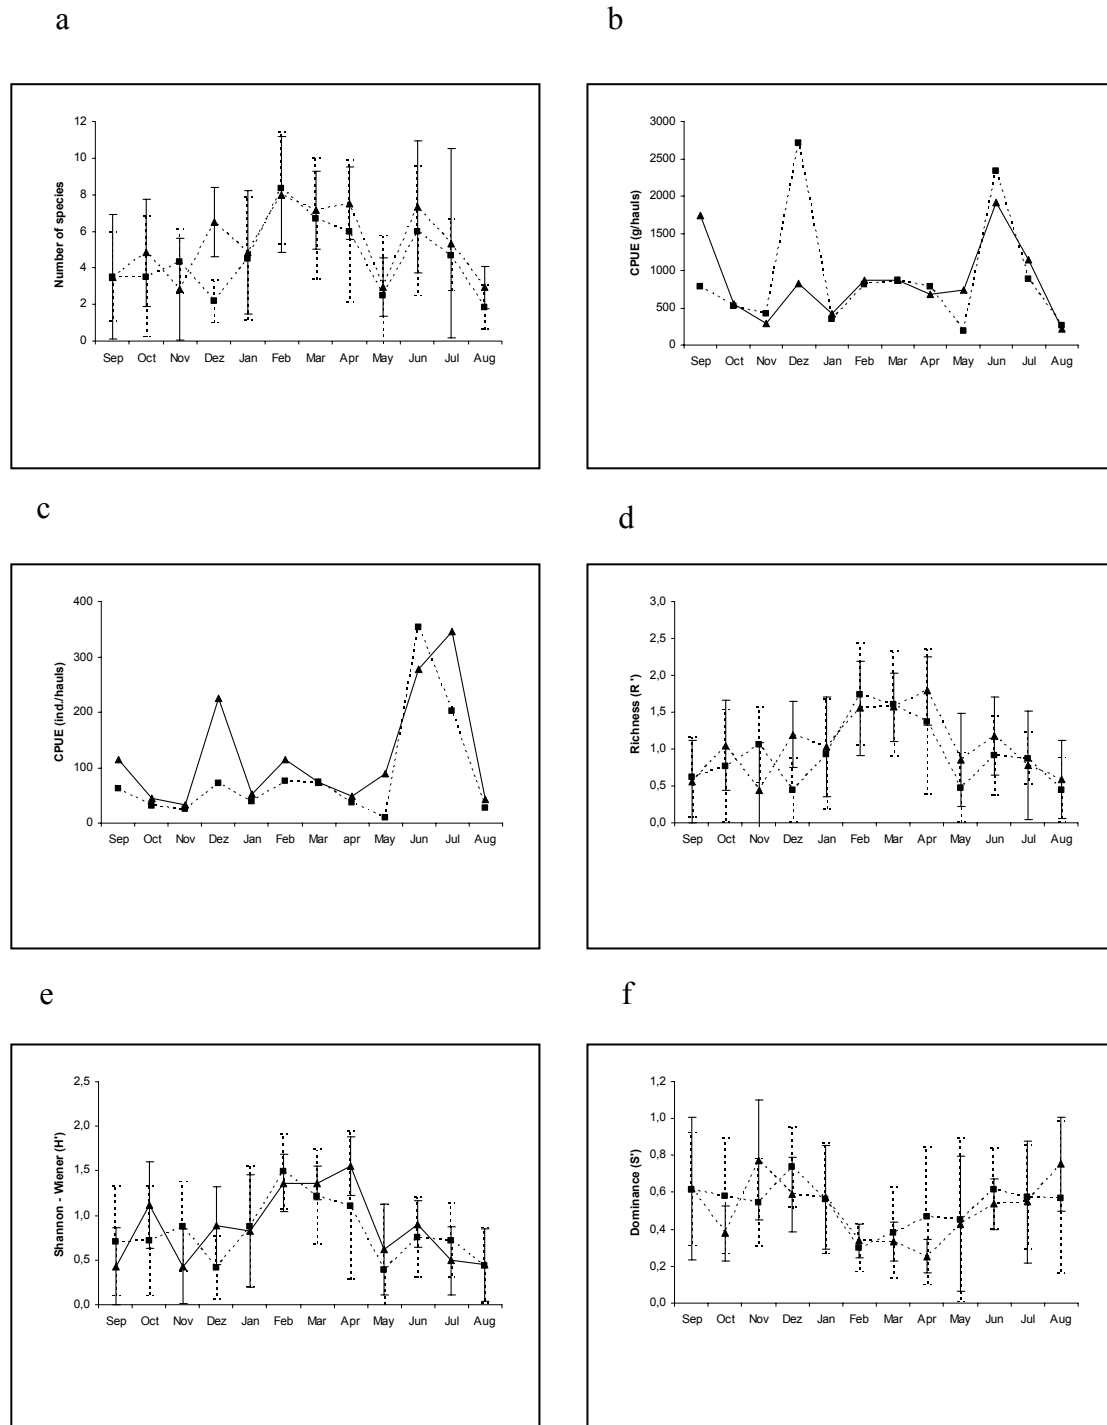 a
b
Number of species
12
10
8
6
4
2
0
Sep Oct Nov Dez Jan Feb Mar Apr May Jun Jul Aug
CPUE (g/hauls)
3000
2500
2000
1500
1000
500
0
Sep Oct Nov Dez Jan Feb Mar Apr May Jun Jul Aug
c
d
CPUE (ind./hauls)
400
300
200
100
0
Sep Oct Nov Dez Jan Feb Mar Apr May Jun Jul Aug
Richness (R')
3,0
2,5
2,0
1,5
1,0
0,5
0,0
Sep Oct Nov Dez Jan Feb Mar Apr May Jun Jul Aug
e
f
Shannon - Wiener (H')
2,5
2,0
1,5
1,0
0,5
0,0
Sep Oct Nov Dez Jan Feb Mar Apr May Jun Jul Aug
Dominance (S')
1,2
1,0
0,8
0,6
0,4
0,2
0,0
Sep Oct Nov Dez Jan Feb Mar Apr May Jun Jul Aug